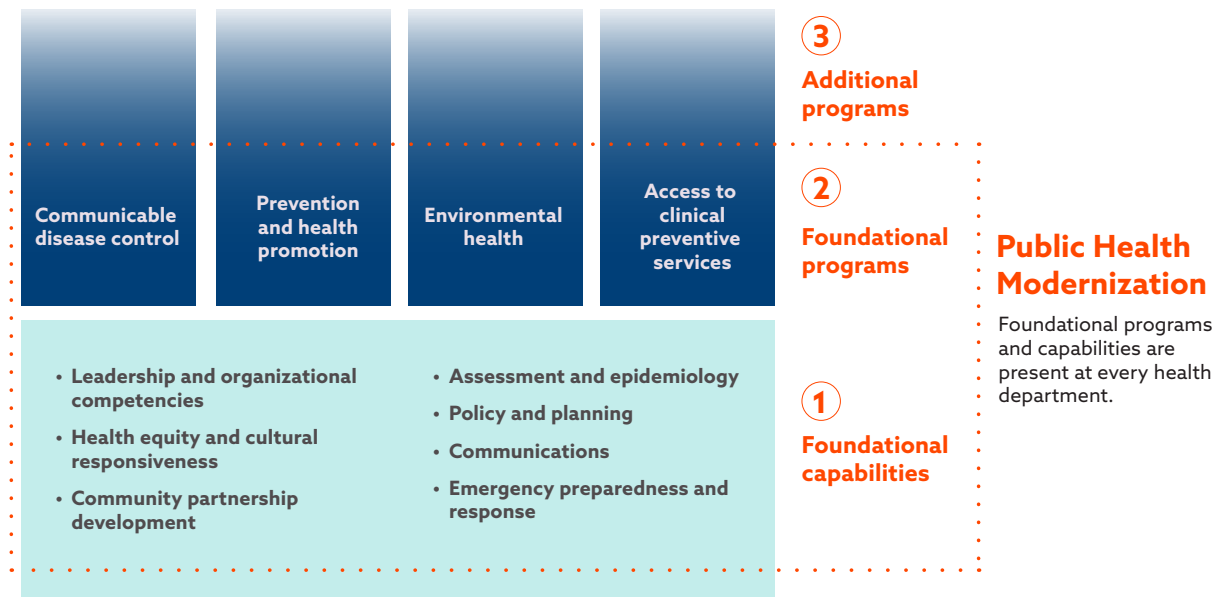 3
Additional
programs
Communicable
disease control
Prevention
and health
promotion
Environmental
health
Access to
clinical
preventive
services
2
Foundational
programs
Public Health
Modernization
Foundational programs
and capabilities are
present at every health
department.
• Leadership and organizational
competencies
• Health equity and cultural
responsiveness
• Community partnership
development
• Assessment and epidemiology
• Policy and planning
• Communications
• Emergency preparedness and
response
1
Foundational
capabilities